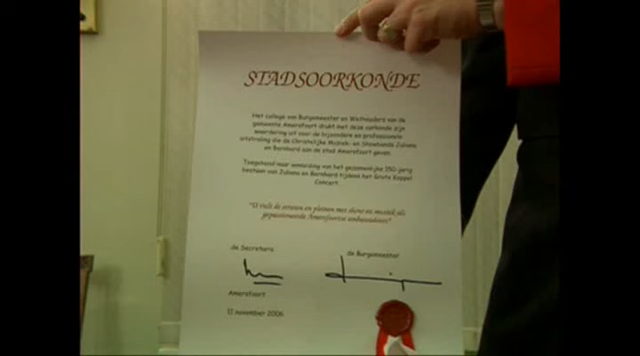 STADSOORKONDE
Het college van Burgemeester en Wethouders van de
gemeente Amersfoort drukt met deze oorkonde zijn
waardering uit voor de bijzondere en professionele
uitstraling die de Christelijke Muziek- en Showbands Juliana
en Bernhard aan de stad Amersfoort geven.
Toegekend naar aanleiding van het gezamenlijke 150-jarig
bestaan van Juliana en Bernhard tijdens het Grote Koppel
Concert.
"U vult de straten en pleinen met show en muziek als
gepassioneerde Amersfoortse ambassadeurs"
de Secretaris
de Burgemeester
Amersfoort
11 november 2006